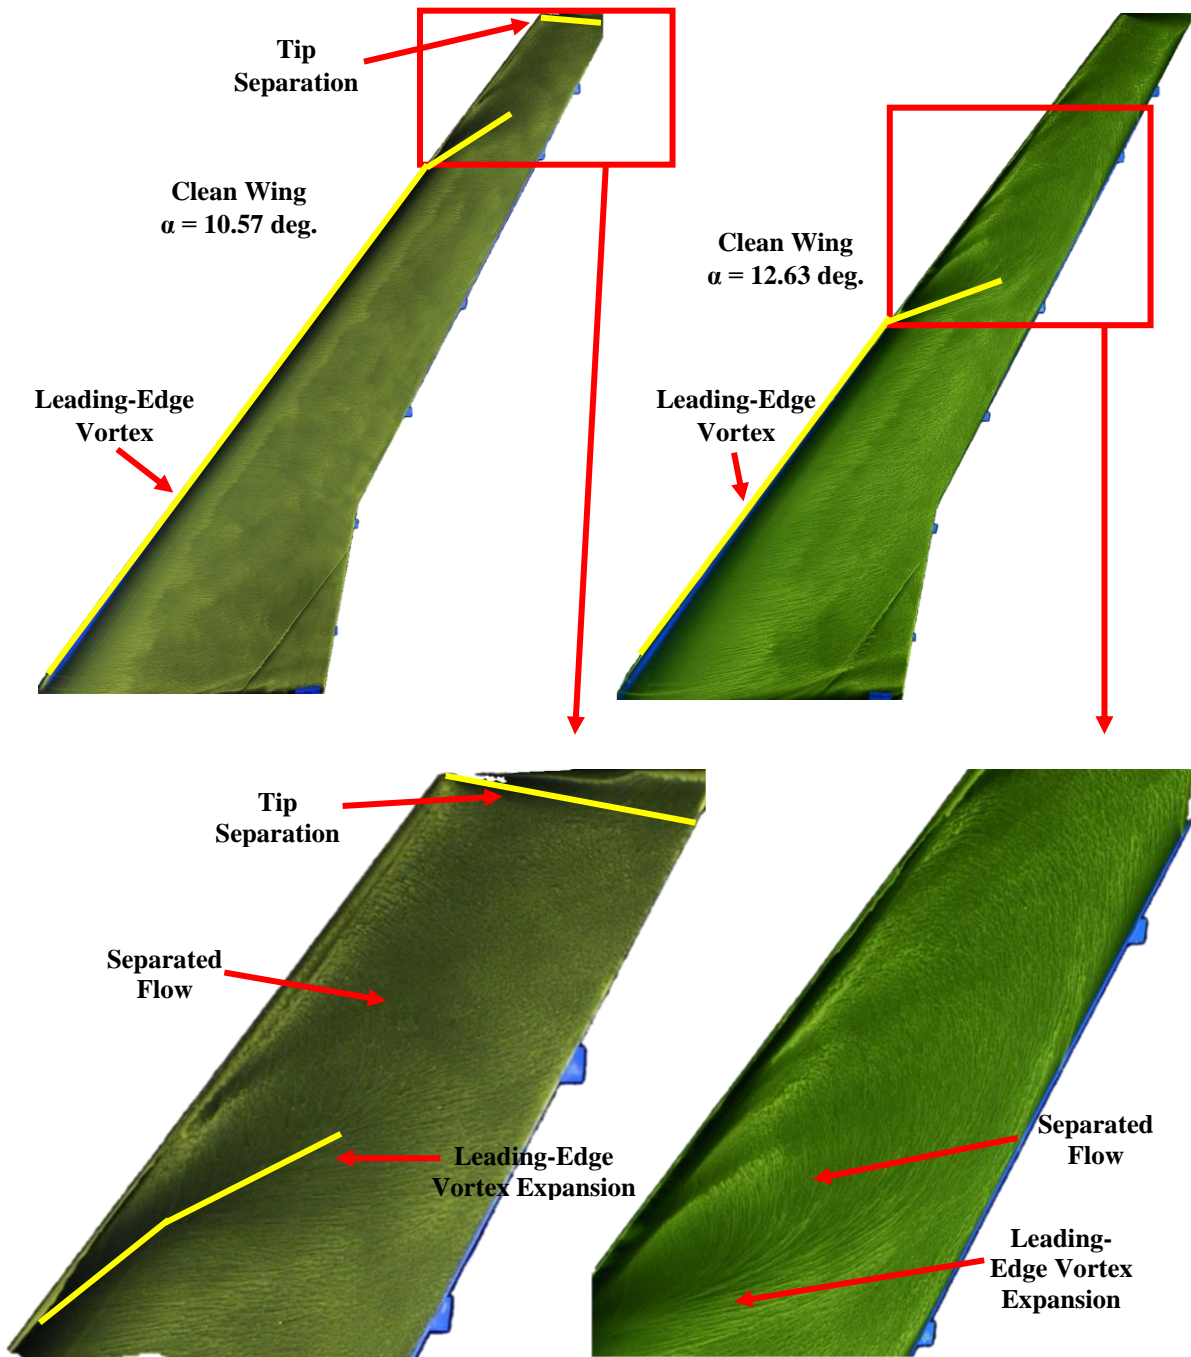 Tip
Separation
Clean Wing
α = 10.57 deg.
Leading-Edge
Vortex
Clean Wing
α = 12.63 deg.
Leading-Edge
Vortex
Tip
Separation
Separated
Flow
Leading-Edge
Vortex Expansion
Separated
Flow
Leading-
Edge Vortex
Expansion